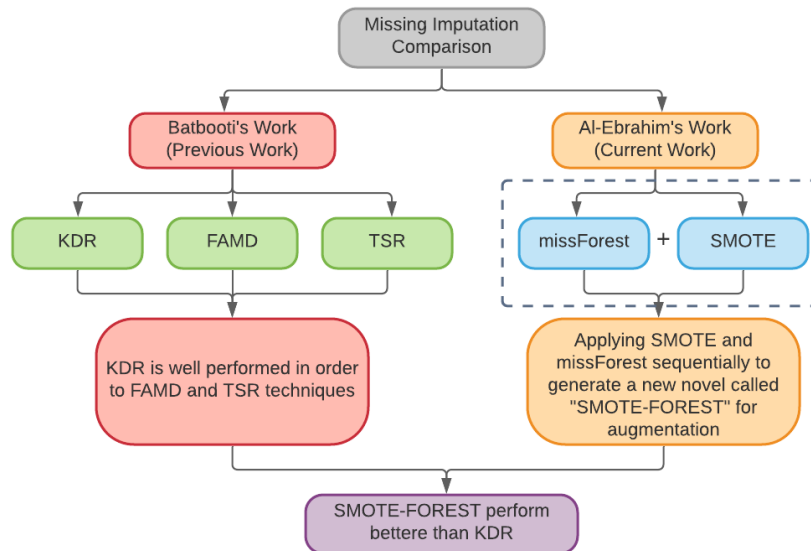 Missing Imputation
Comparison
Batbooti's Work
(Previous Work)
Al-Ebrahim's Work
(Current Work)
KDR
FAMD
TSR
missForest
+
SMOTE
KDR is well performed in order
to FAMD and TSR techniques
Applying SMOTE and
missForest sequentially to
generate a new novel called
"SMOTE-FOREST" for
augmentation
SMOTE-FOREST perform
bettere than KDR